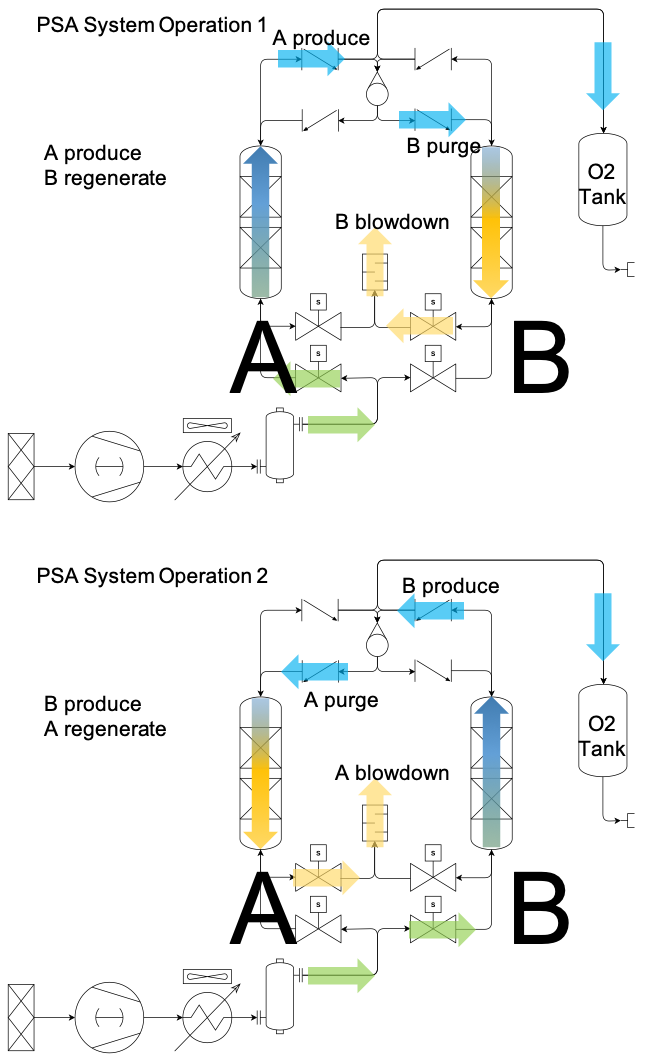 PSA System Operation 1
A produce
A produce
B regenerate
B purge
O2
Tank
B blowdown
s
s
A
B
s
s
PSA System Operation 2
B produce
A purge
B produce
A regenerate
O2
Tank
A blowdown
s
s
A
B
s
s